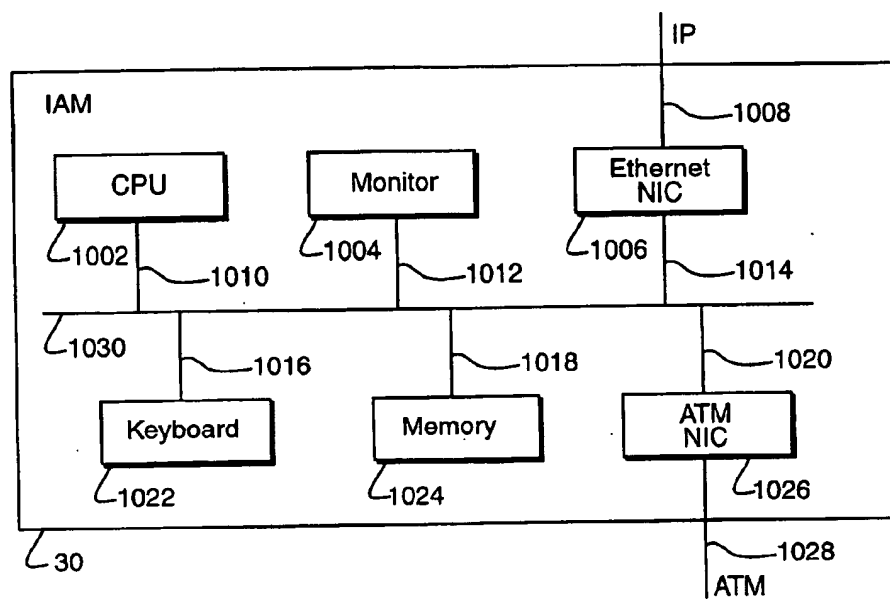 IP
IAM
1008
CPU
Monitor
Ethernet
NIC
1002
1004
1006
1010
1012
1014
1030
1016
1018
1020
Keyboard
Memory
ATM
NIC
1022
1024
1026
30
1028
ATM